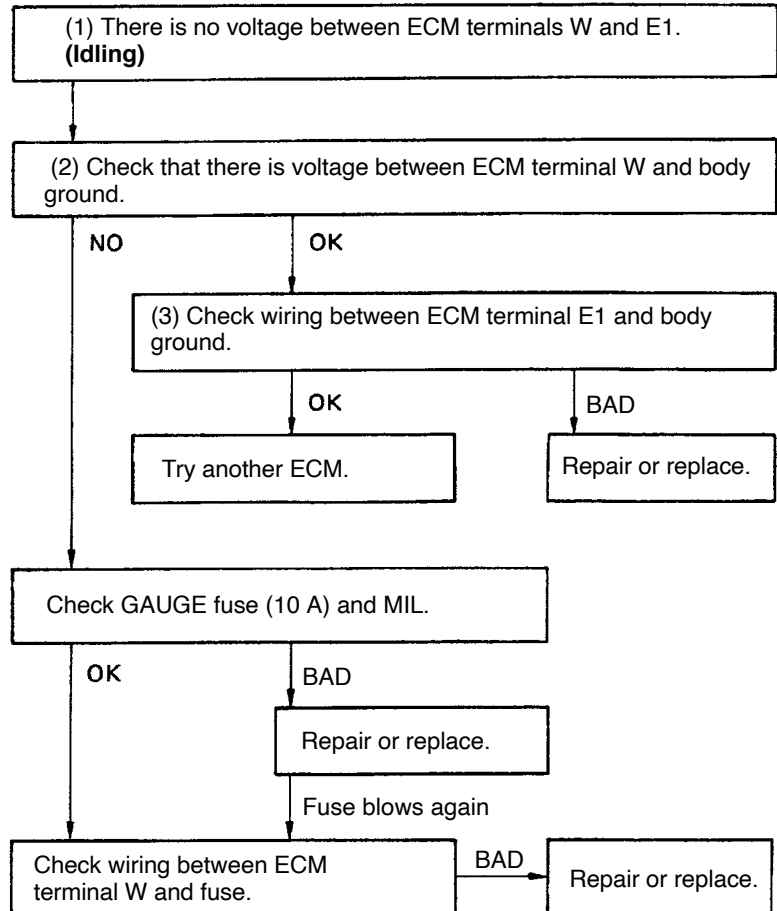 (1) There is no voltage between ECM terminals W and E1.
(Idling)
(2) Check that there is voltage between ECM terminal W and body
ground.
NO
OK
(3) Check wiring between ECM terminal E1 and body
ground.
OK
BAD
Try another ECM.
Repair or replace.
Check GAUGE fuse (10 A) and MIL.
OK
BAD
Repair or replace.
Fuse blows again
Check wiring between ECM
terminal W and fuse.
BAD
Repair or replace.